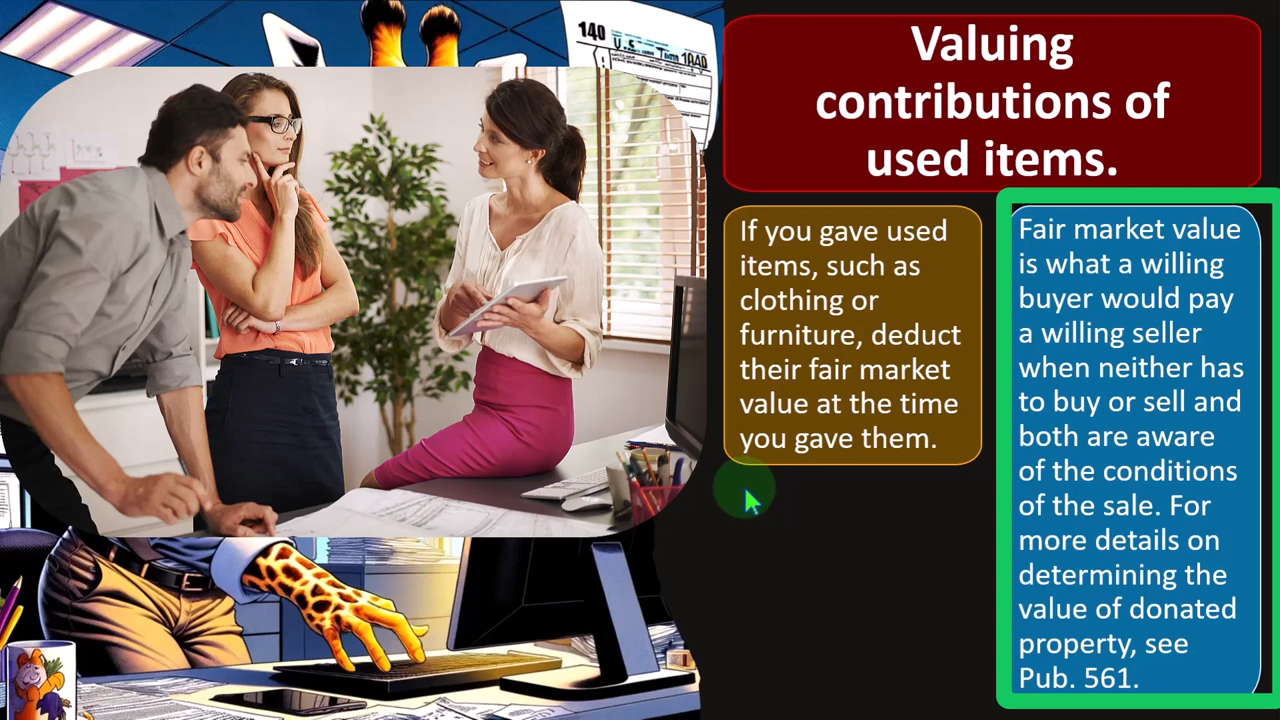 140 U.S
1040
Valuing
contributions of
used items.
If you gave used
items, such as
clothing or
furniture, deduct
their fair market
value at the time
you gave them.
Fair market value
is what a willing
buyer would pay
a willing seller
when neither has
to buy or sell and
both are aware
of the conditions
of the sale. For
more details on
determining the
value of donated
property, see
Pub. 561.